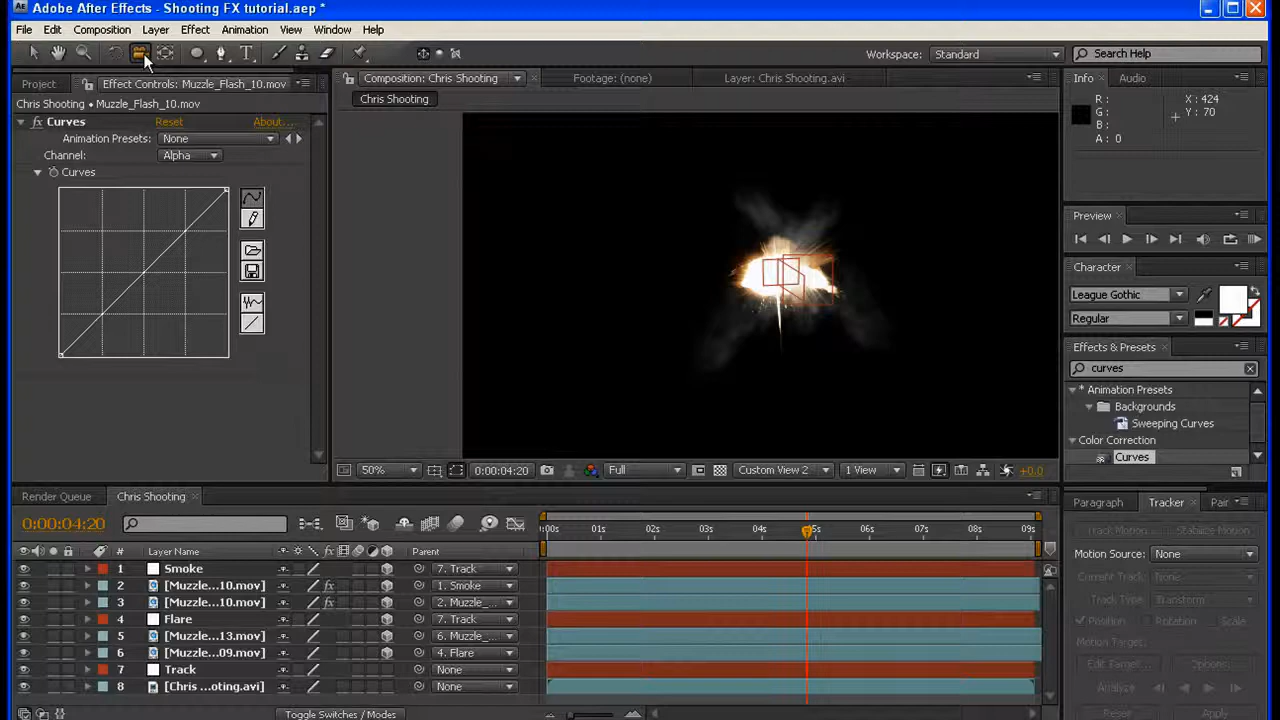 Adobe After Effects - Shooting FX tutorial.aep *
File Edit Composition Layer Effect Animation View Window Help
Workspace: Standard Search Help
Project Effect Controls: Muzzle_Flash_10.mov
Composition: Chris Shooting Footage: (none) Layer: Chris Shooting.avi
Info Audio
Chris Shooting • Muzzle_Flash_10.mov
Chris Shooting
R: X: 424
G: Y: 70
B:
A: 0
Curves Reset About...
Animation Presets: None
Channel: Alpha
Curves
Preview
Character
League Gothic
Regular
Effects & Presets
curves
* Animation Presets
Backgrounds
Sweeping Curves
Color Correction
Curves
50% 0:00:04:20 Full Custom View 2 1 View +0.0
Render Queue Chris Shooting
0:00:04:20
:00s 01s 02s 03s 04s 5s 06s 07s 08s 09s
# Layer Name Parent
1 Smoke 7. Track
2 [Muzzle...10.mov] fx 1. Smoke
3 [Muzzle...10.mov] fx 2. Muzzle_...
4 Flare 7. Track
5 [Muzzle...13.mov] 6. Muzzle_...
6 [Muzzle...09.mov] 4. Flare
7 Track None
8 [Chris ...oting.avi] None
Toggle Switches / Modes
Paragraph Tracker Pair
Track Motion Stabilize Motion
Motion Source: None
Current Track: None
Track Type: Transform
Position Rotation Scale
Motion Target:
Edit Target... Options...
Analyze
Reset Apply